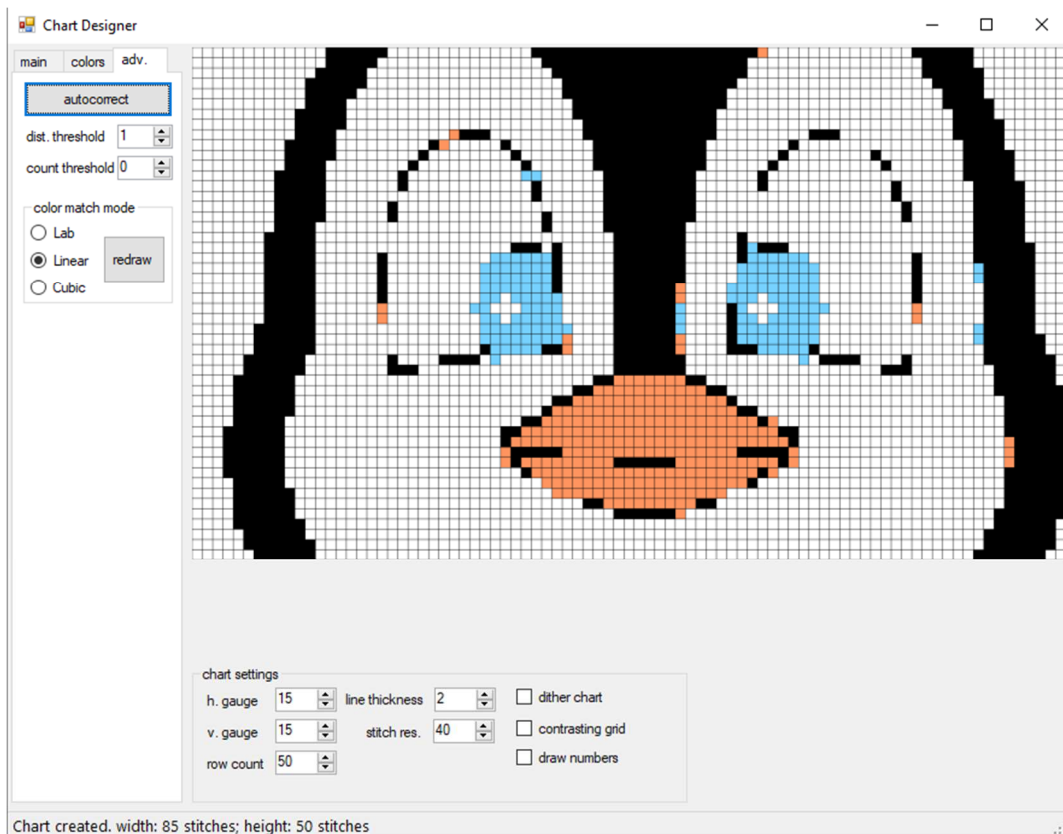 Chart Designer
main colors adv.
autocorrect
dist. threshold 1
count threshold 0
color match mode
Lab
Linear
redraw
Cubic
chart settings
h. gauge 15 line thickness 2 dither chart
v. gauge 15 stitch res. 40 contrasting grid
row count 50 draw numbers
Chart created. width: 85 stitches; height: 50 stitches